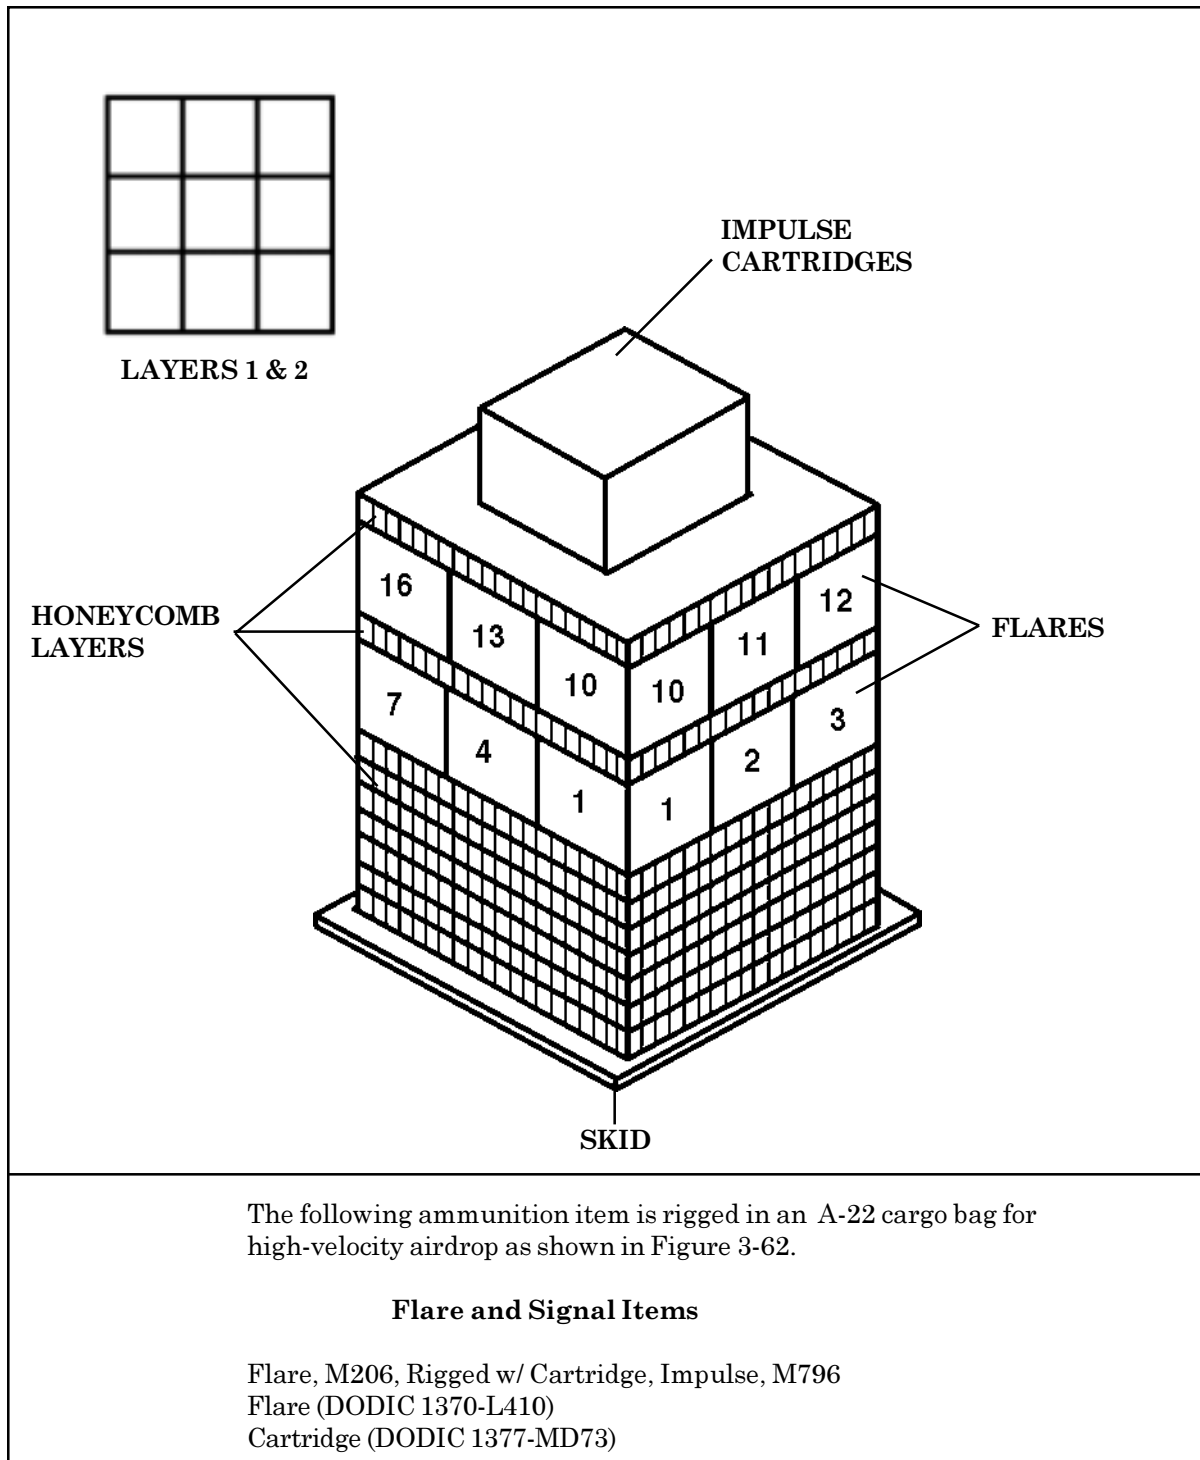 LAYERS 1 & 2
IMPULSE
CARTRIDGES
HONEYCOMB
LAYERS
FLARES
16
13
10
10
11
12
7
4
1
1
2
3
SKID
The following ammunition item is rigged in an A-22 cargo bag for
high-velocity airdrop as shown in Figure 3-62.
Flare and Signal Items
Flare, M206, Rigged w/ Cartridge, Impulse, M796
Flare (DODIC 1370-L410)
Cartridge (DODIC 1377-MD73)